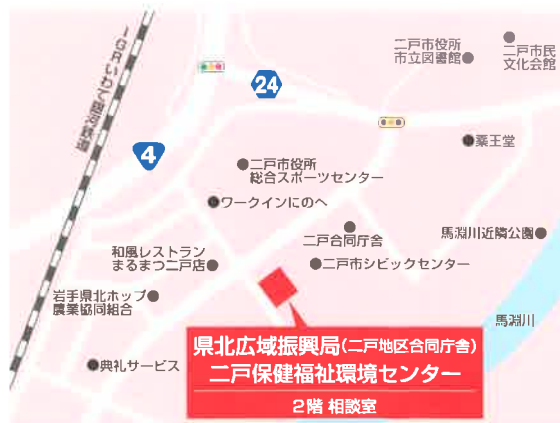 IGRいわて銀河鉄道
24
4
二戸市役所
市立図書館
二戸市民
文化会館
薬王堂
二戸市役所
総合スポーツセンター
ワークインにのへ
二戸合同庁舎
馬淵川近隣公園
和風レストラン
まるまつ二戸店
二戸市シビックセンター
岩手県北ホップ
農業協同組合
馬淵川
典礼サービス
県北広域振興局(二戸地区合同庁舎)
二戸保健福祉環境センター
2階 相談室